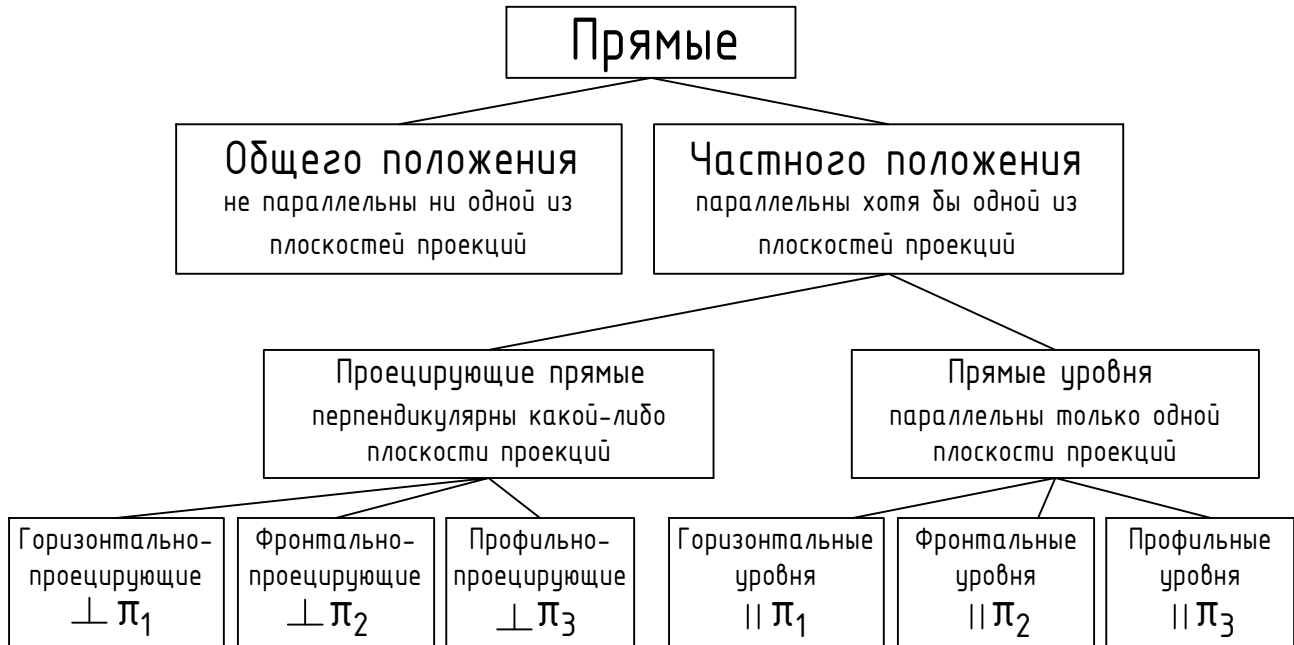 Прямые
Общего положения
не параллельны ни одной из
плоскостей проекций
Частного положения
параллельны хотя бы одной из
плоскостей проекций
Проецирующие прямые
перпендикулярны какой-либо
плоскости проекций
Прямые уровня
параллельны только одной
плоскости проекций
Горизонтально-
проецирующие
⊥ π₁
Фронтально-
проецирующие
⊥ π₂
Профильно-
проецирующие
⊥ π₃
Горизонтальные
уровня
|| π₁
Фронтальные
уровня
|| π₂
Профильные
уровня
|| π₃